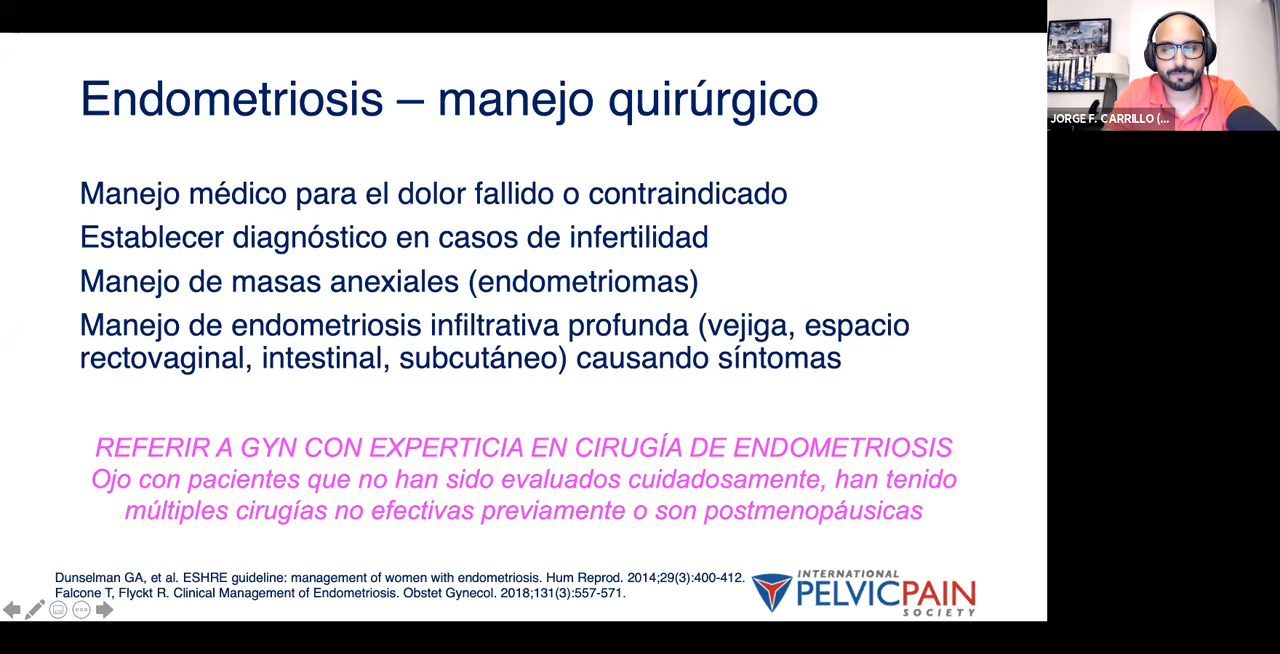 Endometriosis – manejo quirúrgico
Manejo médico para el dolor fallido o contraindicado
Establecer diagnóstico en casos de infertilidad
Manejo de masas anexiales (endometriomas)
Manejo de endometriosis infiltrativa profunda (vejiga, espacio
rectovaginal, intestinal, subcutáneo) causando síntomas
REFERIR A GYN CON EXPERTICIA EN CIRUGÍA DE ENDOMETRIOSIS
Ojo con pacientes que no han sido evaluados cuidadosamente, han tenido
múltiples cirugías no efectivas previamente o son postmenopáusicas
Dunselman GA, et al. ESHRE guideline: management of women with endometriosis. Hum Reprod. 2014;29(3):400-412.
Falcone T, Flyckt R. Clinical Management of Endometriosis. Obstet Gynecol. 2018;131(3):557-571.
INTERNATIONAL
PELVICPAIN
SOCIETY
JORGE F. CARRILLO (...